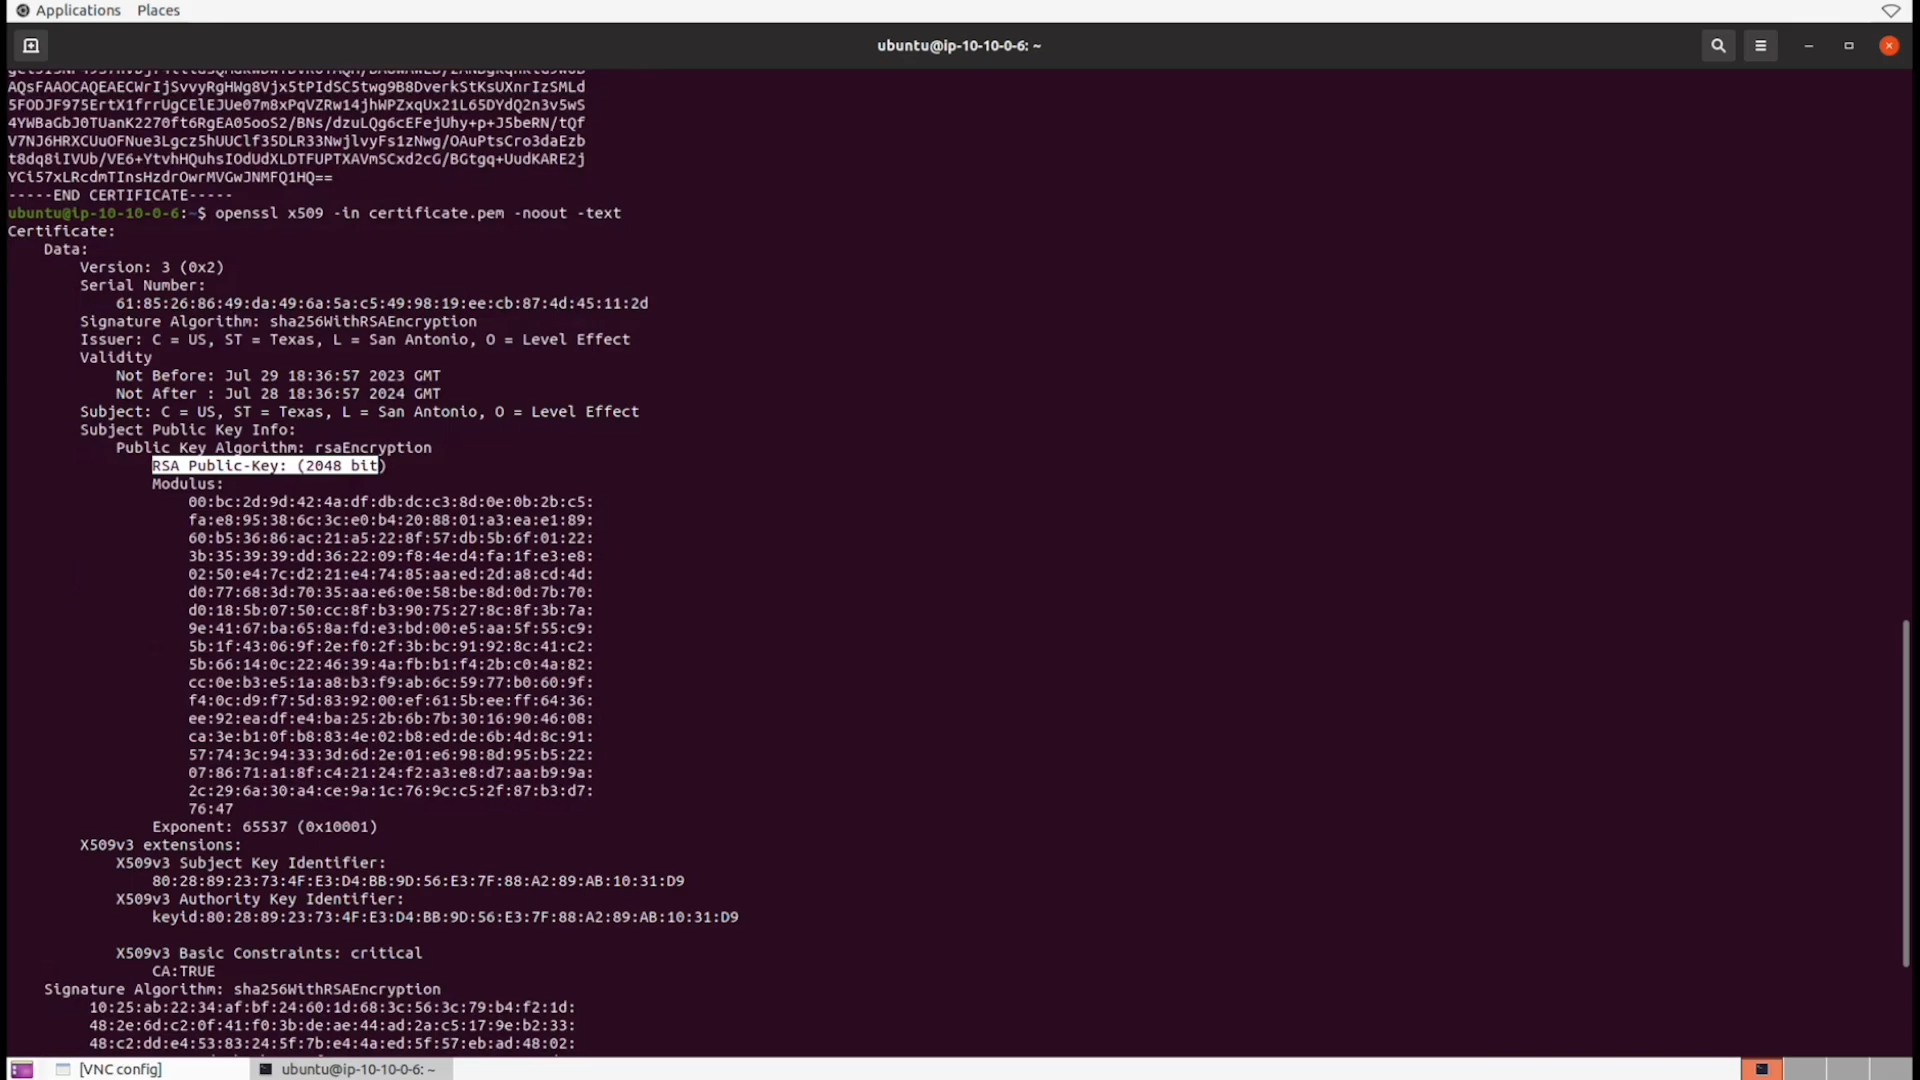 Applications Places
ubuntu@ip-10-10-0-6: ~
AQsFAAOCAQEAECWrIjSvvyRgHWg8Vjx5tPIdSC5twg9B8DverkStKsUXnrIzSMLd
5FODJF975ErtX1frrUgCElEJUe07m8xPqVZRw14jhWPZxqUx21L65DYdQ2n3v5wS
4YWBaGbJ0TUanK2270ft6RgEA05ooS2/BNs/dzuLQg6cEFejUhy+p+J5beRN/tQf
V7NJ6HRXCUuOFNue3Lgcz5hUUClf35DLR33NwjlvyFs1zNwg/OAuPtsCro3daEzb
t8dq8iIVUb/VE6+YtvhHQuhsIOdUdXLDTFUPTXAVmSCxd2cG/BGtgq+UudKARE2j
YCi57xLRcdmTInsHzdrOwrMVGwJNMFQ1HQ==
-----END CERTIFICATE-----
ubuntu@ip-10-10-0-6:~$ openssl x509 -in certificate.pem -noout -text
Certificate:
Data:
Version: 3 (0x2)
Serial Number:
61:85:26:86:49:da:49:6a:5a:c5:49:98:19:ee:cb:87:4d:45:11:2d
Signature Algorithm: sha256WithRSAEncryption
Issuer: C = US, ST = Texas, L = San Antonio, O = Level Effect
Validity
Not Before: Jul 29 18:36:57 2023 GMT
Not After : Jul 28 18:36:57 2024 GMT
Subject: C = US, ST = Texas, L = San Antonio, O = Level Effect
Subject Public Key Info:
Public Key Algorithm: rsaEncryption
RSA Public-Key: (2048 bit)
Modulus:
00:bc:2d:9d:42:4a:df:db:dc:c3:8d:0e:0b:2b:c5:
fa:e8:95:38:6c:3c:e0:b4:20:88:01:a3:ea:e1:89:
60:b5:36:86:ac:21:a5:22:8f:57:db:5b:6f:01:22:
3b:35:39:39:dd:36:22:09:f8:4e:d4:fa:1f:e3:e8:
02:50:e4:7c:d2:21:e4:74:85:aa:ed:2d:a8:cd:4d:
d0:77:68:3d:70:35:aa:e6:0e:58:be:8d:0d:7b:70:
d0:18:5b:07:50:cc:8f:b3:90:75:27:8c:8f:3b:7a:
9e:41:67:ba:65:8a:fd:e3:bd:00:e5:aa:5f:55:c9:
5b:1f:43:06:9f:2e:f0:2f:3b:bc:91:92:8c:41:c2:
5b:66:14:0c:22:46:39:4a:fb:b1:f4:2b:c0:4a:82:
cc:0e:b3:e5:1a:a8:b3:f9:ab:6c:59:77:b0:60:9f:
f4:0c:d9:f7:5d:83:92:00:ef:61:5b:ee:ff:64:36:
ee:92:ea:df:e4:ba:25:2b:6b:7b:30:16:90:46:08:
ca:3e:b1:0f:b8:83:4e:02:b8:ed:de:6b:4d:8c:91:
57:74:3c:94:33:3d:6d:2e:01:e6:98:8d:95:b5:22:
07:86:71:a1:8f:c4:21:24:f2:a3:e8:d7:aa:b9:9a:
2c:29:6a:30:a4:ce:9a:1c:76:9c:c5:2f:87:b3:d7:
76:47
Exponent: 65537 (0x10001)
X509v3 extensions:
X509v3 Subject Key Identifier:
80:28:89:23:73:4F:E3:D4:BB:9D:56:E3:7F:88:A2:89:AB:10:31:D9
X509v3 Authority Key Identifier:
keyid:80:28:89:23:73:4F:E3:D4:BB:9D:56:E3:7F:88:A2:89:AB:10:31:D9
X509v3 Basic Constraints: critical
CA:TRUE
Signature Algorithm: sha256WithRSAEncryption
10:25:ab:22:34:af:bf:24:60:1d:68:3c:56:3c:79:b4:f2:1d:
48:2e:6d:c2:0f:41:f0:3b:de:ae:44:ad:2a:c5:17:9e:b2:33:
48:c2:dd:e4:53:83:24:5f:7b:e4:4a:ed:5f:57:eb:ad:48:02:
[VNC config] ubuntu@ip-10-10-0-6: ~